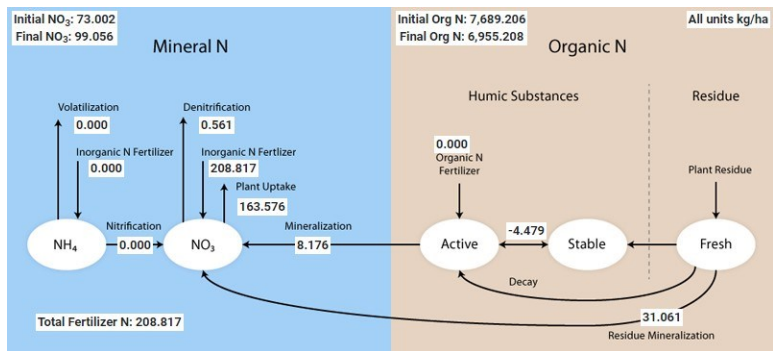 Initial NO₃: 73.002
Final NO₃: 99.056
Mineral N
Initial Org N: 7,689.206
Final Org N: 6,955.208
All units kg/ha
Organic N
Humic Substances
Residue
Volatilization
0.000
Denitrification
0.561
Inorganic N Fertilizer
0.000
Inorganic N Fertlizer
208.817
Plant Uptake
163.576
0.000
Organic N
Fertilizer
Plant Residue
NH₄
Nitrification
0.000
NO₃
Mineralization
8.176
Active
-4.479
Stable
Fresh
Decay
31.061
Residue Mineralization
Total Fertilizer N: 208.817